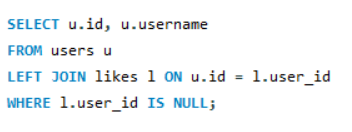 SELECT u.id, u.username
FROM users u
LEFT JOIN likes l ON u.id = l.user_id
WHERE l.user_id IS NULL;